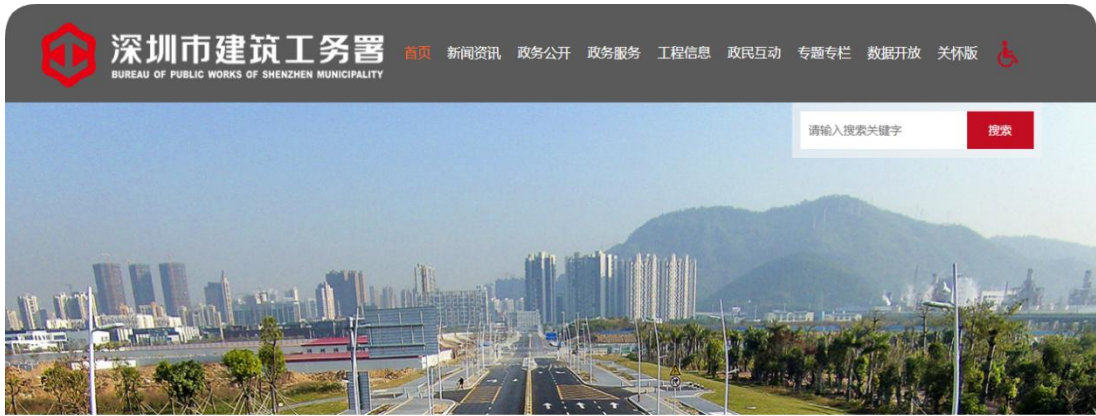 深圳市建筑工务署
BUREAU OF PUBLIC WORKS OF SHENZHEN MUNICIPALITY
首页 新闻资讯 政务公开 政务服务 工程信息 政民互动 专题专栏 数据开放 关怀版
请输入搜索关键字 搜索